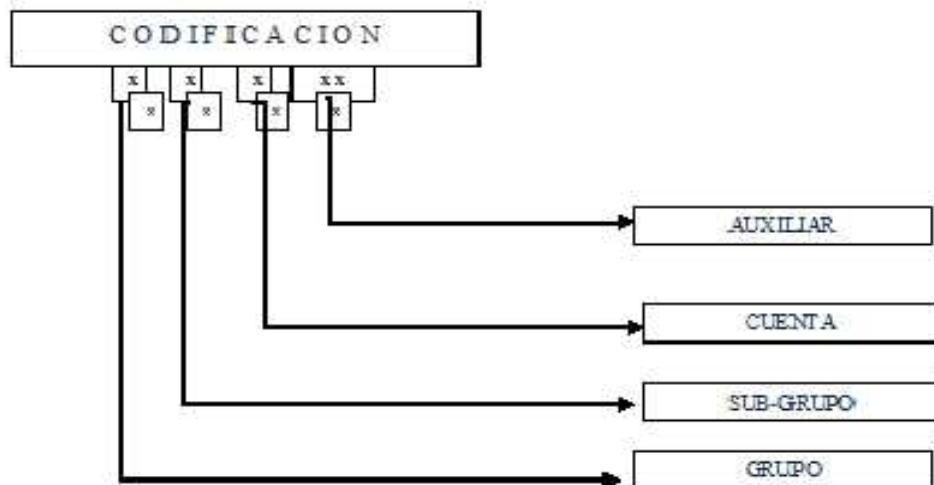 CODIFICACION
x x x xx
x x x x
AUXILIAR
CUENTA
SUB-GRUPO
GRUPO